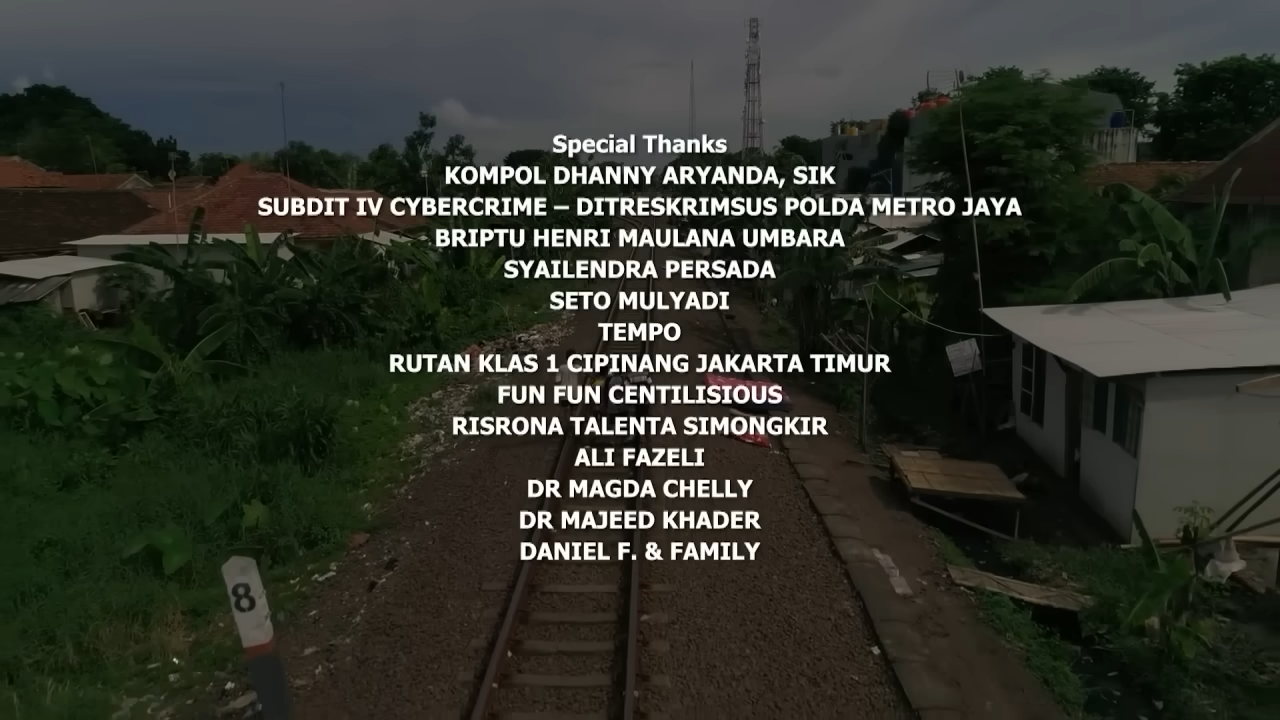 Special Thanks
KOMPOL DHANNY ARYANDA, SIK
SUBDIT IV CYBERCRIME – DITRESKRIMSUS POLDA METRO JAYA
BRIPTU HENRI MAULANA UMBARA
SYAILENDRA PERSADA
SETO MULYADI
TEMPO
RUTAN KLAS 1 CIPINANG JAKARTA TIMUR
FUN FUN CENTILISIOUS
RISRONA TALENTA SIMONGKIR
ALI FAZELI
DR MAGDA CHELLY
DR MAJEED KHADER
DANIEL F. & FAMILY
8